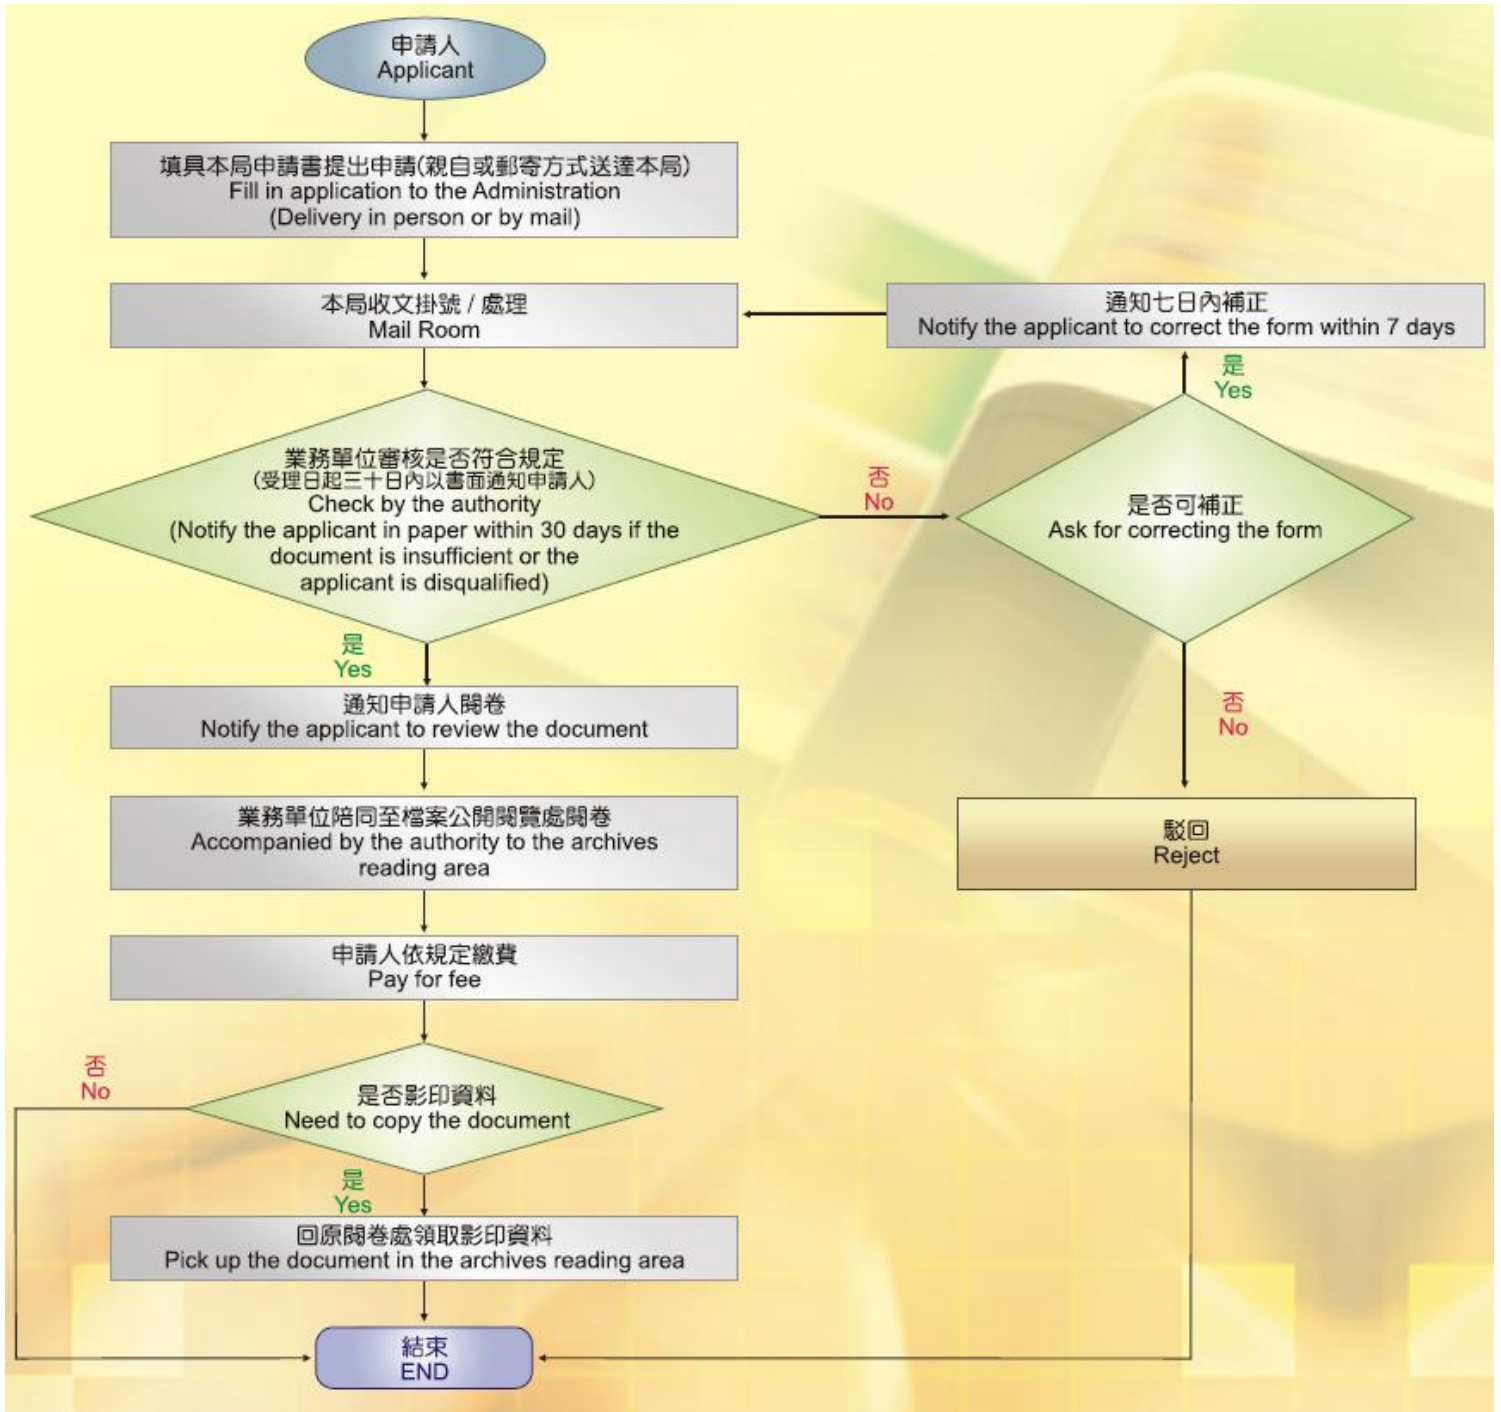 申請人
Applicant
填具本局申請書提出申請(親自或郵寄方式送達本局)
Fill in application to the Administration
(Delivery in person or by mail)
本局收文掛號 / 處理
Mail Room
通知七日內補正
Notify the applicant to correct the form within 7 days
是
Yes
業務單位審核是否符合規定
(受理日起三十日內以書面通知申請人)
Check by the authority
(Notify the applicant in paper within 30 days if the
document is insufficient or the
applicant is disqualified)
否
No
是否可補正
Ask for correcting the form
是
Yes
否
No
通知申請人閱卷
Notify the applicant to review the document
業務單位陪同至檔案公開閱覽處閱卷
Accompanied by the authority to the archives
reading area
駁回
Reject
申請人依規定繳費
Pay for fee
否
No
是否影印資料
Need to copy the document
是
Yes
回原閱卷處領取影印資料
Pick up the document in the archives reading area
結束
END